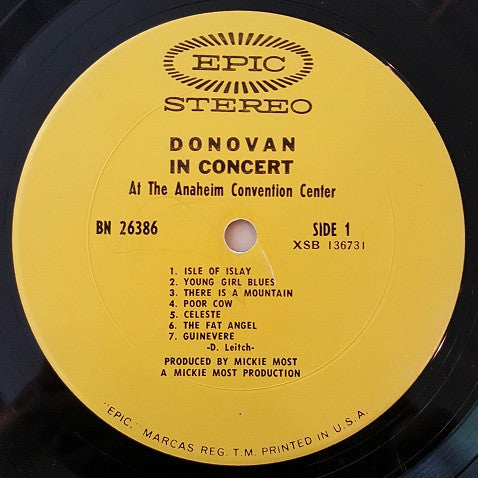 EPIC
STEREO
DONOVAN
IN CONCERT
At The Anaheim Convention Center
BN 26386
SIDE 1
XSB 136731
1. ISLE OF ISLAY
2. YOUNG GIRL BLUES
3. THERE IS A MOUNTAIN
4. POOR COW
5. CELESTE
6. THE FAT ANGEL
7. GUINEVERE
-D. Leitch-
PRODUCED BY MICKIE MOST
A MICKIE MOST PRODUCTION
"EPIC," MARCAS REG. T.M. PRINTED IN U.S.A.